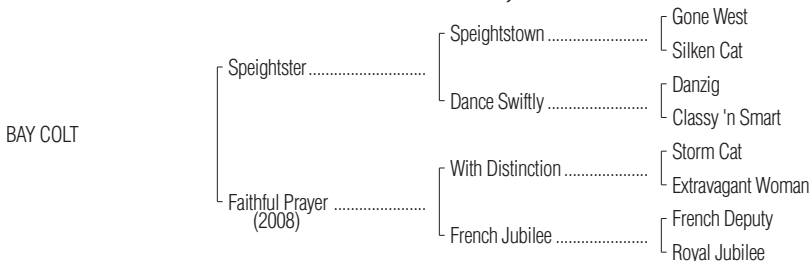 Gone West
Speightstown
Silken Cat
Speightster
Danzig
Dance Swiftly
Classy 'n Smart
BAY COLT
Storm Cat
With Distinction
Extravagant Woman
Faithful Prayer
(2008)
French Deputy
French Jubilee
Royal Jubilee